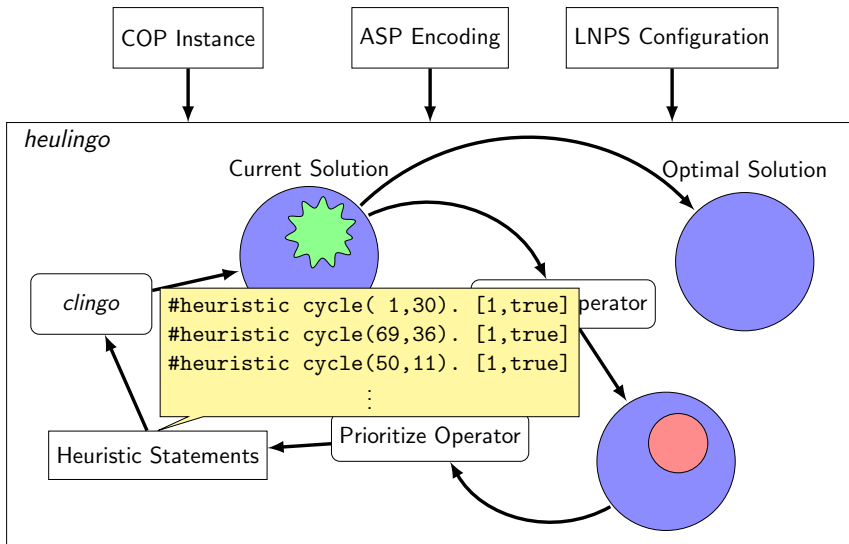 COP Instance
ASP Encoding
LNPS Configuration
heulingo
Current Solution
Optimal Solution
clingo
#heuristic cycle( 1,30). [1,true]
#heuristic cycle(69,36). [1,true]
#heuristic cycle(50,11). [1,true]
⋮
Prioritize Operator
Heuristic Statements